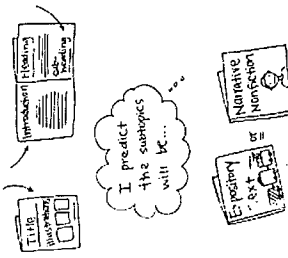 Title
Illustrations
Introduction
Heading
sub-
heading
I predict
the subtopics
will be...
Expository
Text
or
Narrative
Nonfiction